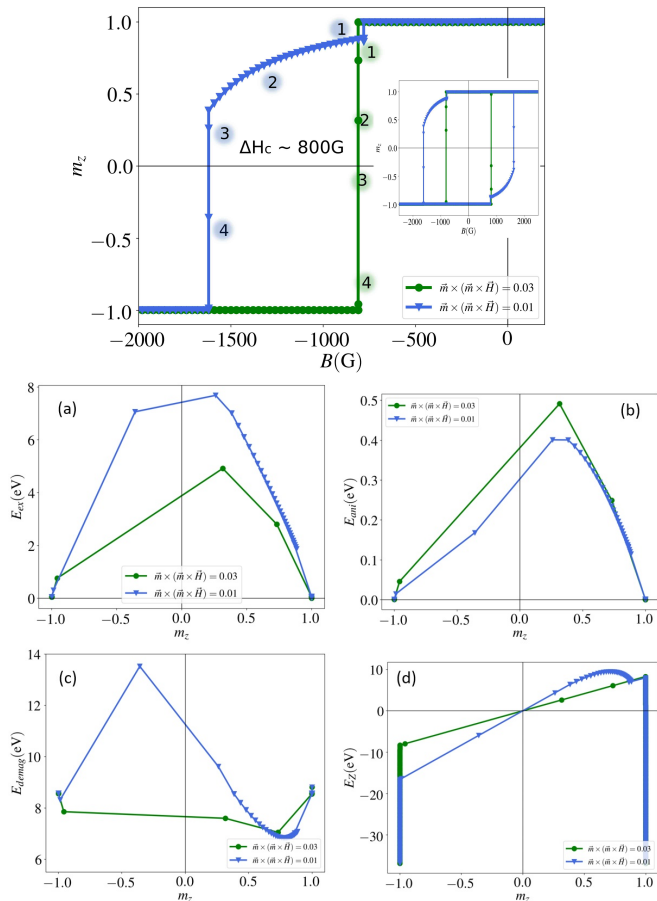 1.0
0.5
0.0
−0.5
−1.0
m_z
1
2
3
4
1
2
3
4
ΔHc ~ 800G
−2000
−1500
−1000
−500
0
B(G)
1.0
0.5
0.0
−0.5
−1.0
m_z
−2000
−1000
0
1000
2000
B(G)
m⃗ × (m⃗ × H⃗) = 0.03
m⃗ × (m⃗ × H⃗) = 0.01
(a)
8
6
4
2
0
E_ex(eV)
−1.0
−0.5
0.0
0.5
1.0
m_z
m⃗ × (m⃗ × H⃗) = 0.03
m⃗ × (m⃗ × H⃗) = 0.01
(b)
0.5
0.4
0.3
0.2
0.1
0.0
E_ani(eV)
−1.0
−0.5
0.0
0.5
1.0
m_z
m⃗ × (m⃗ × H⃗) = 0.03
m⃗ × (m⃗ × H⃗) = 0.01
(c)
14
12
10
8
6
E_demag(eV)
−1.0
−0.5
0.0
0.5
1.0
m_z
m⃗ × (m⃗ × H⃗) = 0.03
m⃗ × (m⃗ × H⃗) = 0.01
(d)
10
0
−10
−20
−30
E_Z(eV)
−1.0
−0.5
0.0
0.5
1.0
m_z
m⃗ × (m⃗ × H⃗) = 0.03
m⃗ × (m⃗ × H⃗) = 0.01